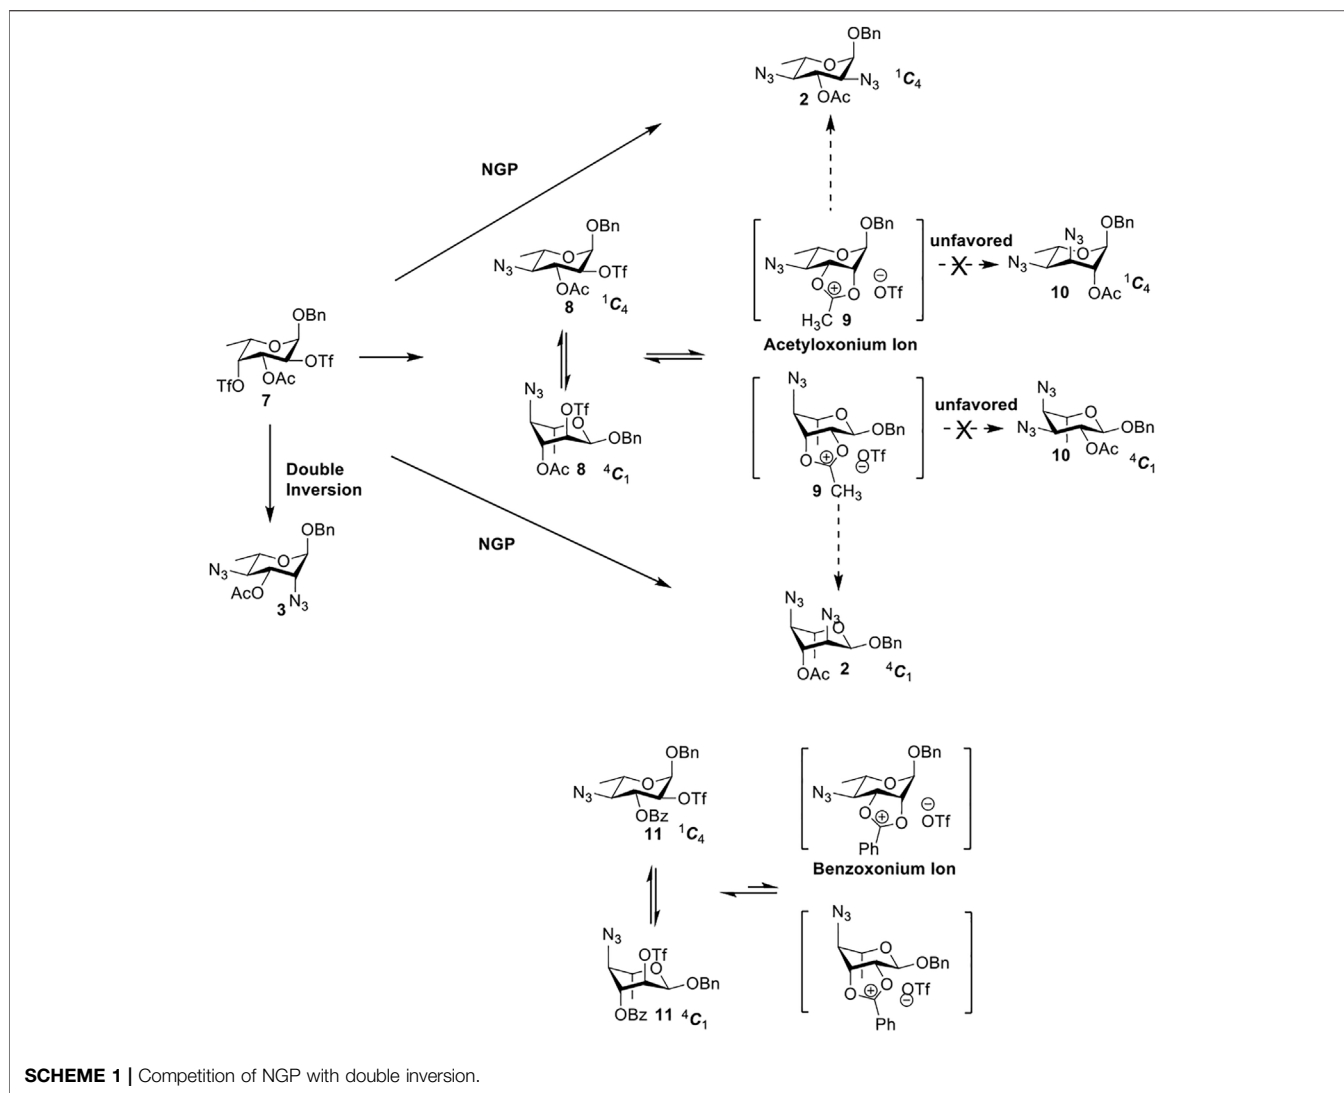 OBn
O
N3
N3
2 OAc
1C4
NGP
OBn
O
N3
OTf
OAc
8
1C4
OBn
O
N3
O
O
⊕
⊖
OTf
H3C 9
Acetyloxonium Ion
unfavored
X
OBn
N3
O
N3
10
OAc
1C4
OBn
O
OTf
OAc
TfO
7
N3
OTf
O
OBn
OAc 8 4C1
N3
O
OBn
O
O
⊕
OTf
⊖
9 CH3
unfavored
X
N3
O
N3
OBn
OAc
10
4C1
Double
Inversion
NGP
OBn
O
N3
AcO
N3
3
N3
N3
O
OBn
OAc 2
4C1
OBn
O
N3
OTf
OBz
11 1C4
OBn
O
N3
O
O
⊕
⊖
OTf
Ph
Benzoxonium Ion
N3
OTf
O
OBn
OBz 11 4C1
N3
O
OBn
O
O
⊕
OTf
⊖
Ph
SCHEME 1 | Competition of NGP with double inversion.